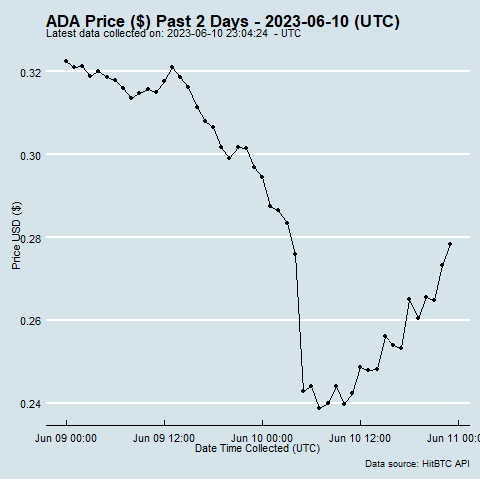 ADA Price ($) Past 2 Days - 2023-06-10 (UTC)
Latest data collected on: 2023-06-10 23:04:24 - UTC
0.32
0.30
0.28
0.26
0.24
Price USD ($)
Jun 09 00:00 Jun 09 12:00 Jun 10 00:00 Jun 10 12:00 Jun 11 00:0
Date Time Collected (UTC)
Data source: HitBTC API